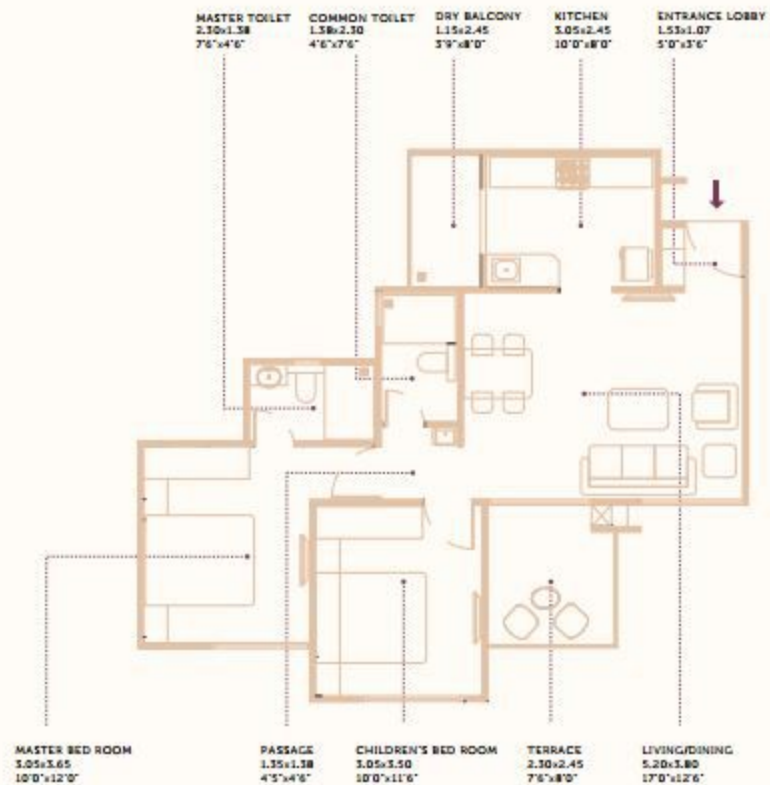 MASTER TOILET
2.30x1.38
7'6"x4'6"
COMMON TOILET
1.38x2.30
4'6"x7'6"
DRY BALCONY
1.15x2.45
3'9"x8'0"
KITCHEN
3.05x2.45
10'0"x8'0"
ENTRANCE LOBBY
1.53x1.07
5'0"x3'6"
MASTER BED ROOM
3.05x3.65
10'0"x12'0"
PASSAGE
1.35x1.38
4'5"x4'6"
CHILDREN'S BED ROOM
3.05x3.50
10'0"x11'6"
TERRACE
2.30x2.45
7'6"x8'0"
LIVING/DINING
5.20x3.80
17'0"x12'6"